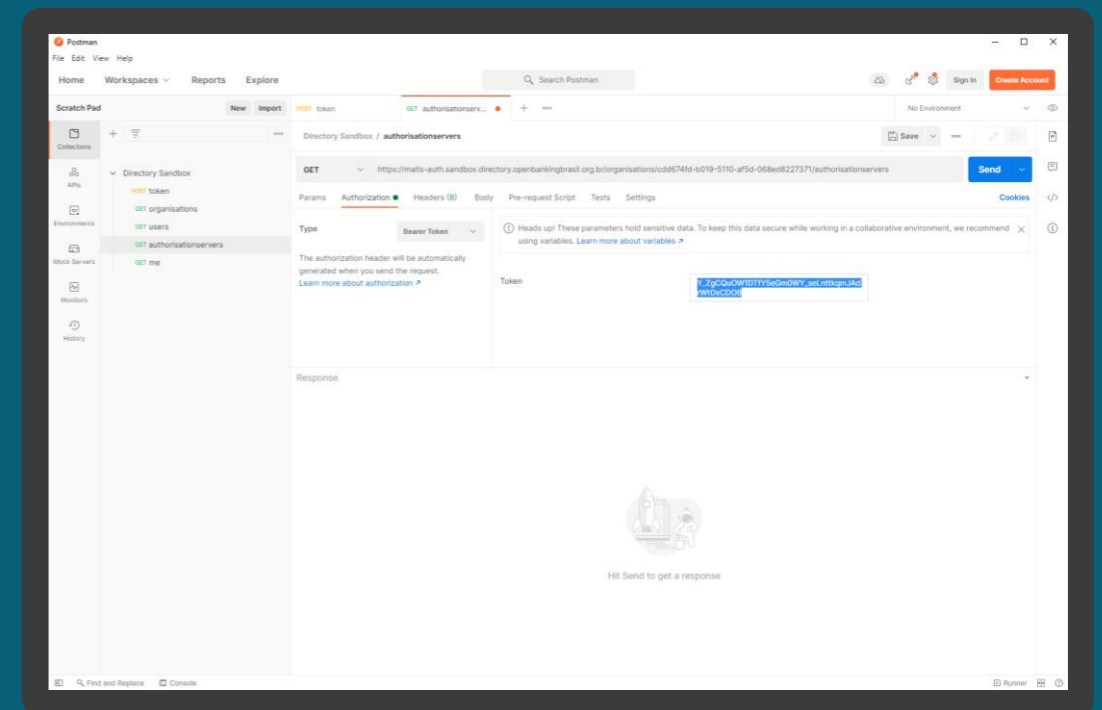 Postman
File Edit View Help
Home Workspaces Reports Explore
Search Postman
Sign In Create Account
Scratch Pad New Import
POST token GET authorisationserv... No Environment
Collections
APIs
Environments
Mock Servers
Monitors
History
Directory Sandbox
POST token
GET organisations
GET users
GET authorisationservers
GET me
Directory Sandbox / authorisationservers
Save
GET https://matls-auth.sandbox.directory.openbankingbrasil.org.br/organisations/cdd674fd-b019-5110-af5d-068ed8227371/authorisationservers
Send
Params Authorization Headers (8) Body Pre-request Script Tests Settings Cookies
Type Bearer Token
Heads up! These parameters hold sensitive data. To keep this data secure while working in a collaborative environment, we recommend
using variables. Learn more about variables
The authorization header will be automatically
generated when you send the request.
Learn more about authorization
Token
Response
Hit Send to get a response
Find and Replace Console
Runner